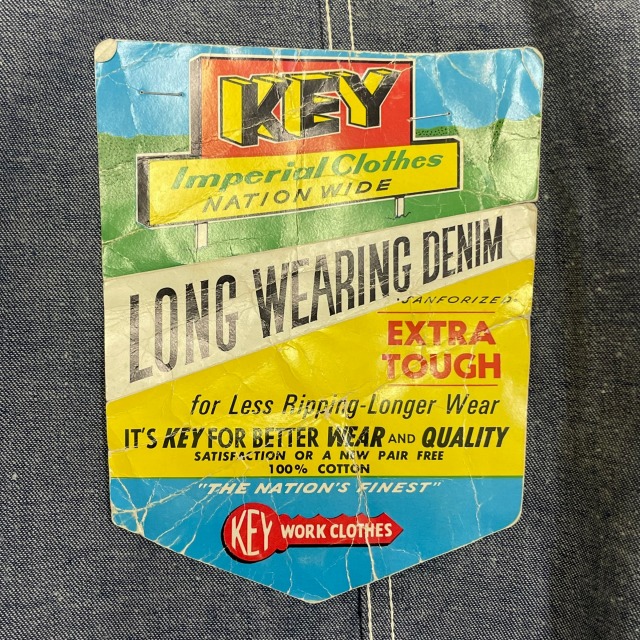 KEY
Imperial Clothes
NATION WIDE
LONG WEARING DENIM
"SANFORIZED"
EXTRA
TOUGH
for Less Ripping-Longer Wear
IT'S KEY FOR BETTER WEAR AND QUALITY
SATISFACTION OR A NEW PAIR FREE
100% COTTON
"THE NATION'S FINEST"
KEY WORK CLOTHES